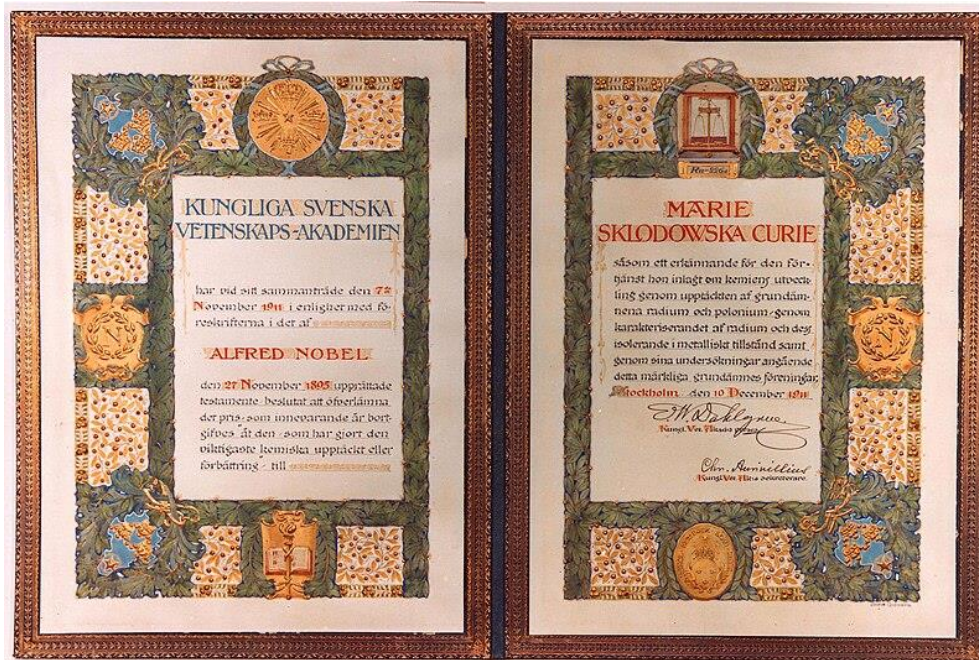 KUNGLIGA SVENSKA
VETENSKAPS-AKADEMIEN
har vid sitt sammanträde den 7de
November 1911 i enlighet med fö-
reskrifterna i det af
ALFRED NOBEL
den 27 November 1895 upprättade
testamente beslutat att öfverlämna
det pris som innevarande år bort-
gifves åt den som har gjort den
viktigaste kemiska upptäckt eller
förbättring till
N
MARIE
SKLODOWSKA CURIE
såsom ett erkännande för den för-
tjänst hon inlagt om kemiens utveck-
ling genom upptäckten af grundäm-
nena radium och polonium genom
karakteriserandet af radium och dess
isolerande i metalliskt tillstånd samt
genom sina undersökningar angående
detta märkliga grundämnes föreningar.
Stockholm den 10 December 1911
E W Dahlgren
Kungl. Vet. Akad:s
Chr. Aurivillius
Kungl. Vet. Ak:s sekreterare
N